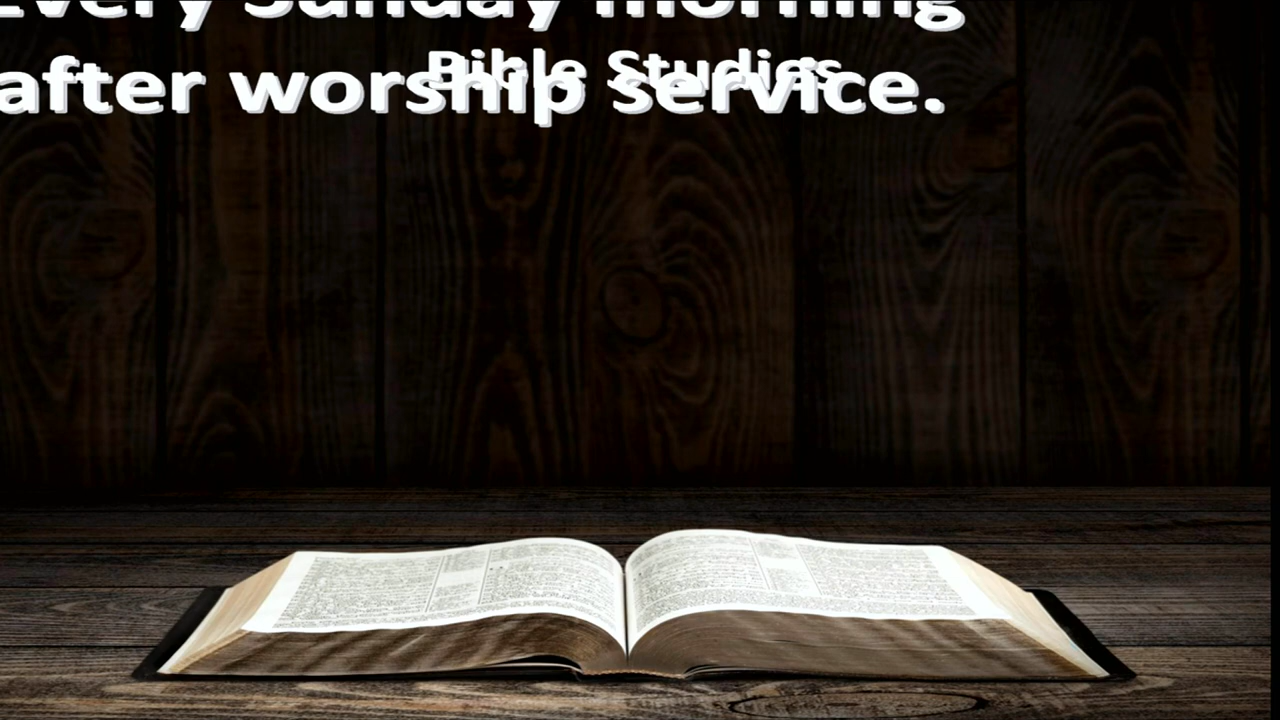 Every Sunday morning
Bible Studies
after worship service.